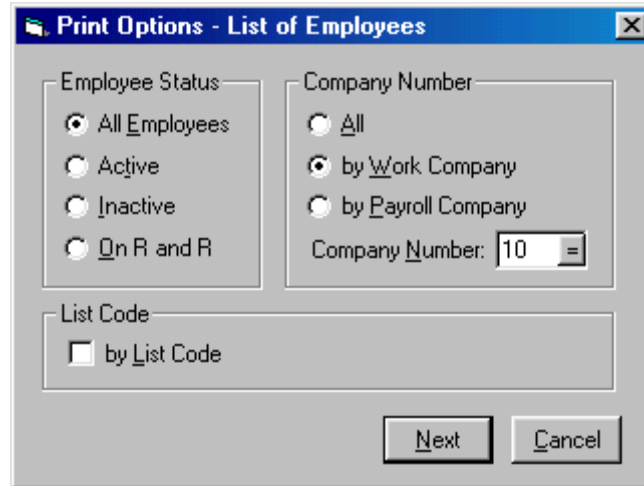 Print Options - List of Employees
Employee Status
All Employees
Active
Inactive
On R and R
Company Number
All
by Work Company
by Payroll Company
Company Number: 10 =
List Code
by List Code
Next Cancel